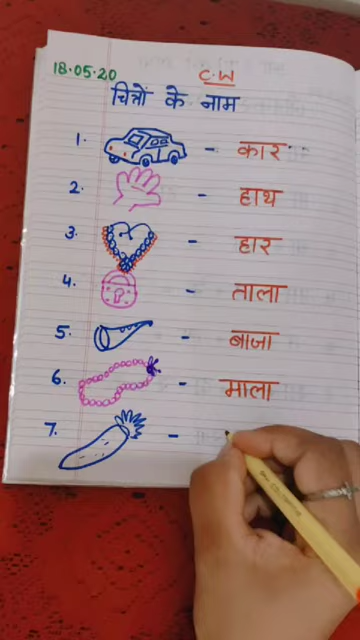 18.05.20 C.W
चित्रों के नाम
1. - कार
2. - हाथ
3. - हार
4. - ताला
5. - बाजा
6. - माला
7. -